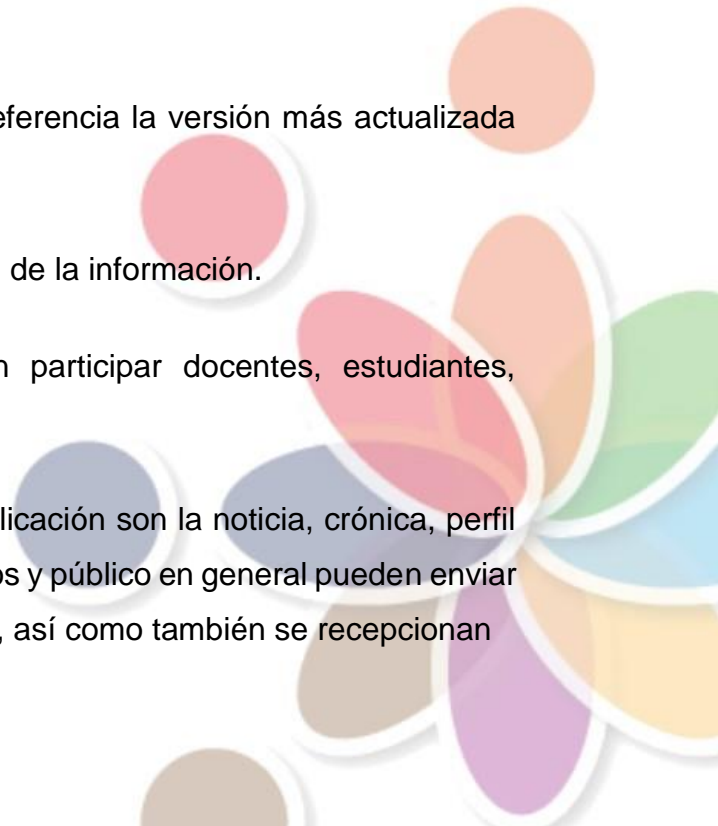 eferencia la versión más actualizada
de la información.
participar docentes, estudiantes,
licación son la noticia, crónica, perfil
os y público en general pueden enviar
, así como también se recepcionan